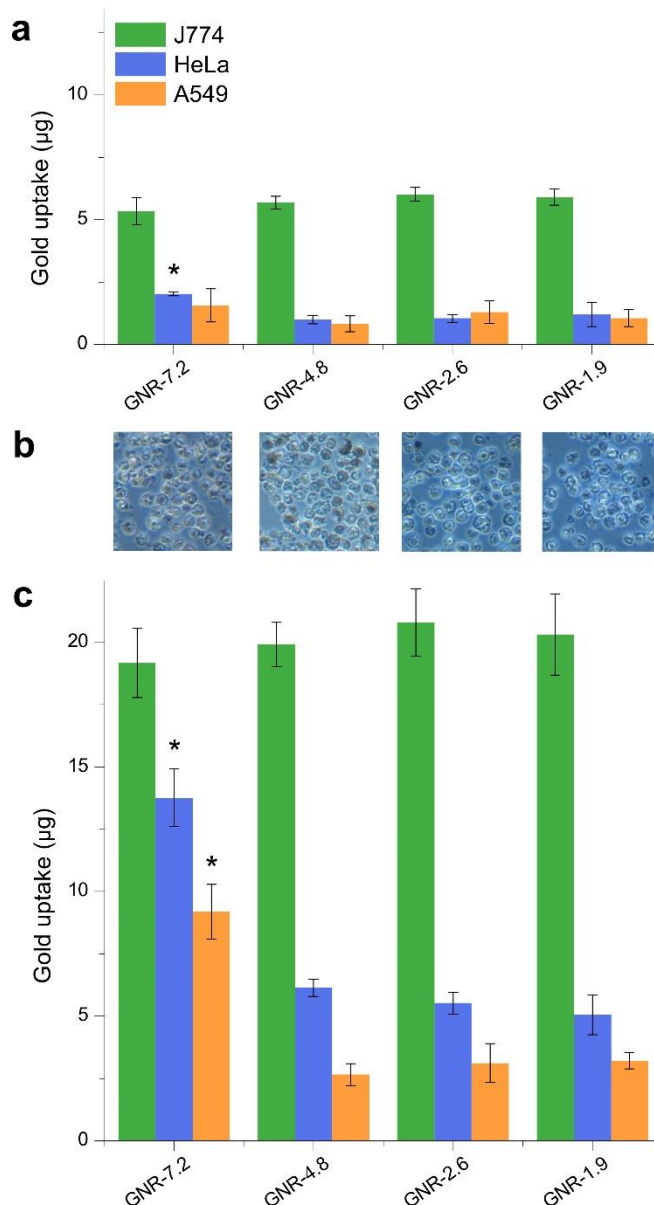 a
J774
HeLa
A549
Gold uptake (µg)
10
5
0
*
GNR-7.2
GNR-4.8
GNR-2.6
GNR-1.9
b
c
Gold uptake (µg)
20
15
10
5
0
*
*
GNR-7.2
GNR-4.8
GNR-2.6
GNR-1.9